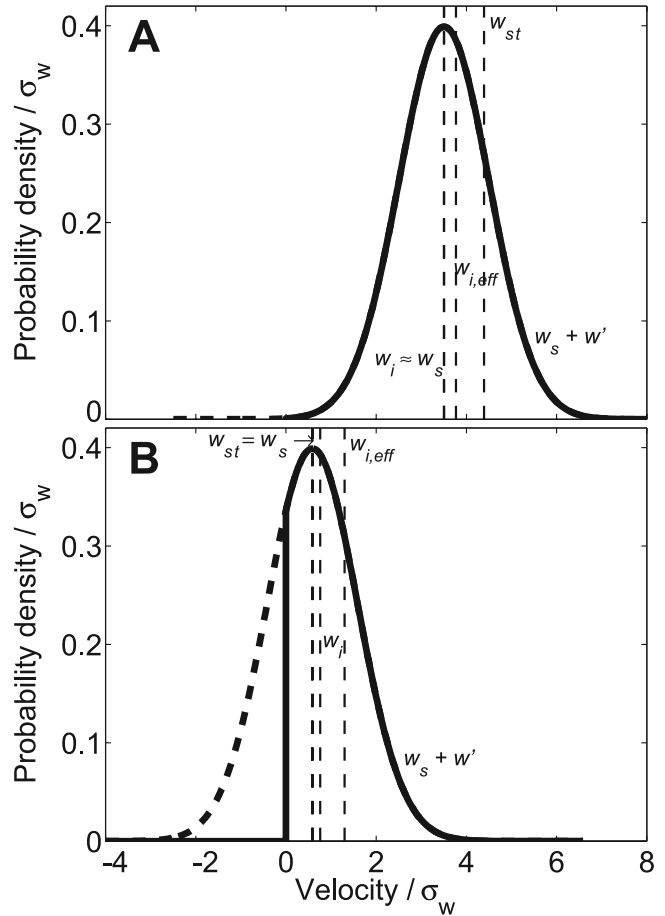 A
0.4
0.3
0.2
0.1
0
Probability density / σw
wst
wi,eff
wi ≈ ws
ws + w'
B
wst = ws →
wi,eff
0.4
0.3
0.2
0.1
0
Probability density / σw
wi
ws + w'
-4 -2 0 2 4 6 8
Velocity / σw